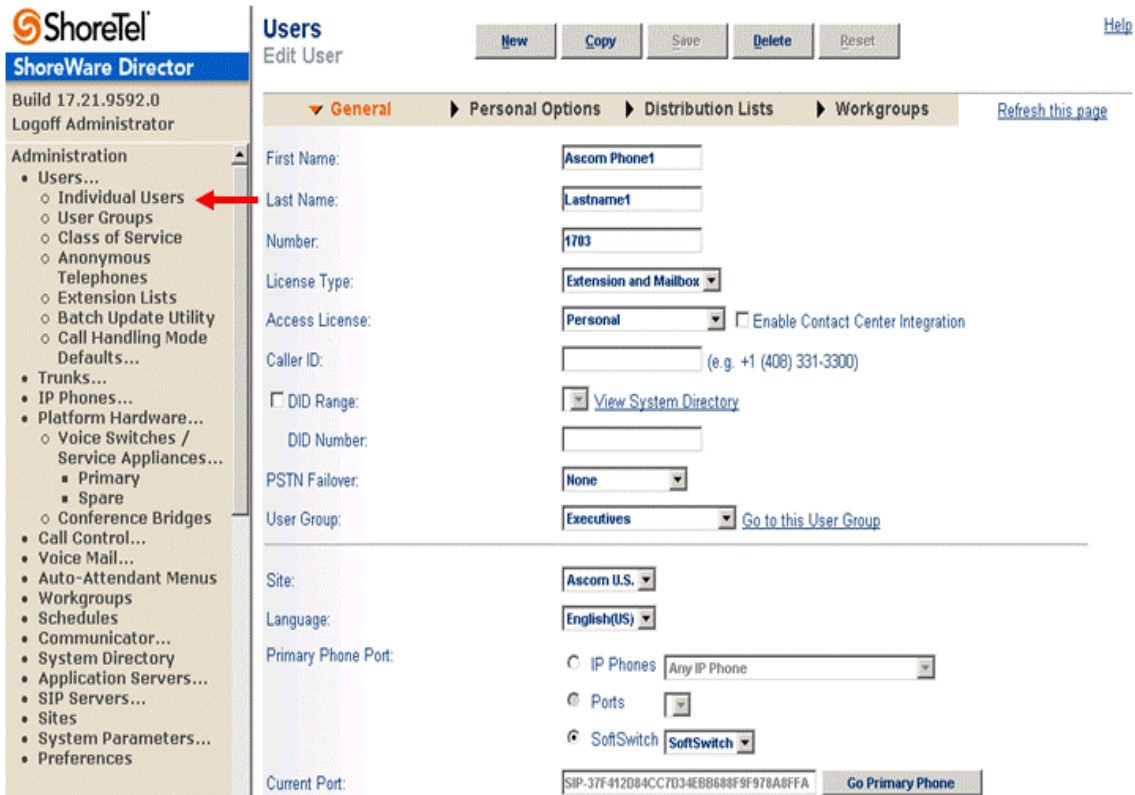 ShoreTel
ShoreWare Director
Build 17.21.9592.0
Logoff Administrator
Administration
Users...
Individual Users
User Groups
Class of Service
Anonymous
Telephones
Extension Lists
Batch Update Utility
Call Handling Mode
Defaults...
Trunks...
IP Phones...
Platform Hardware...
Voice Switches /
Service Appliances...
Primary
Spare
Conference Bridges
Call Control...
Voice Mail...
Auto-Attendant Menus
Workgroups
Schedules
Communicator...
System Directory
Application Servers...
SIP Servers...
Sites
System Parameters...
Preferences
Users
Edit User
New Copy Save Delete Reset
Help
General Personal Options Distribution Lists Workgroups
Refresh this page
First Name: Ascom Phone1
Last Name: Lastname1
Number: 1703
License Type: Extension and Mailbox
Access License: Personal Enable Contact Center Integration
Caller ID: (e.g. +1 (408) 331-3300)
DID Range: View System Directory
DID Number:
PSTN Failover: None
User Group: Executives Go to this User Group
Site: Ascom U.S.
Language: English(US)
Primary Phone Port: IP Phones Any IP Phone
Ports
SoftSwitch SoftSwitch
Current Port: SIP-37F412D84CC7D34EBB688F9F978A8FFA Go Primary Phone